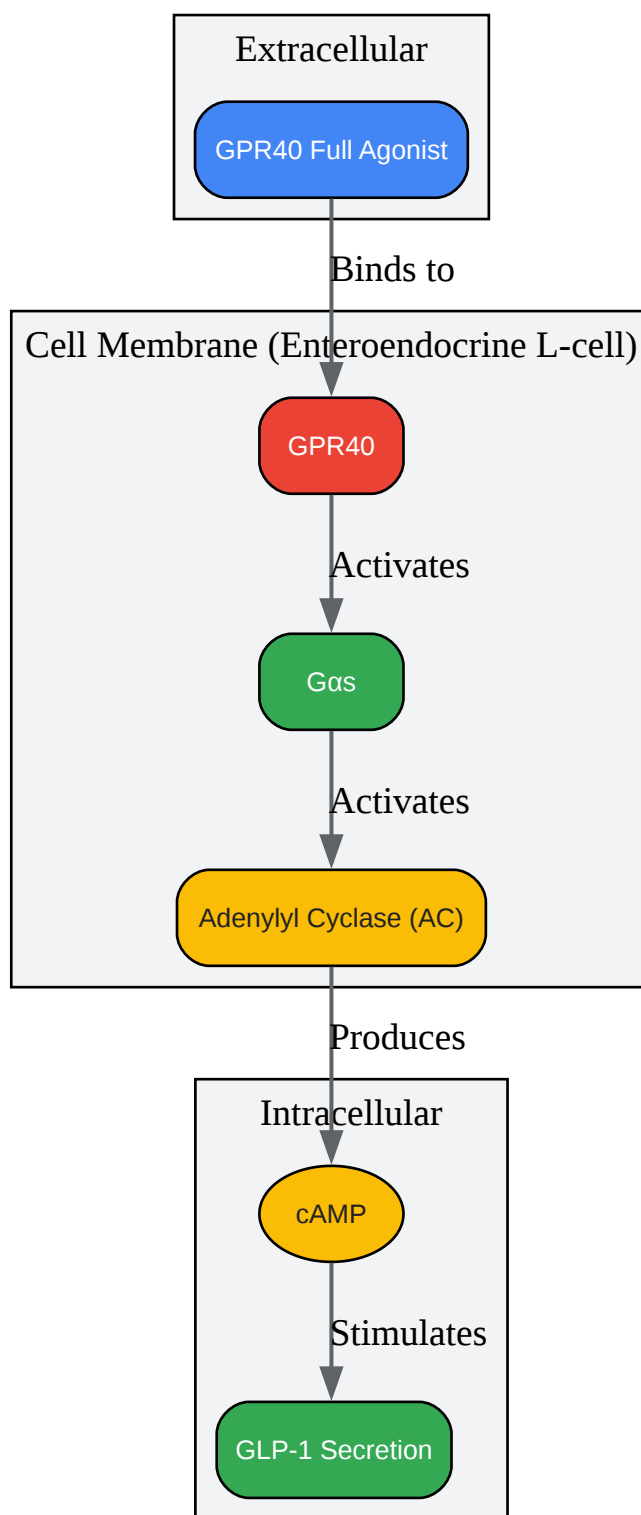 Extracellular
GPR40 Full Agonist
Binds to
Cell Membrane (Enteroendocrine L-cell)
GPR40
Activates
Gαs
Activates
Adenylyl Cyclase (AC)
Produces
Intracellular
cAMP
Stimulates
GLP-1 Secretion